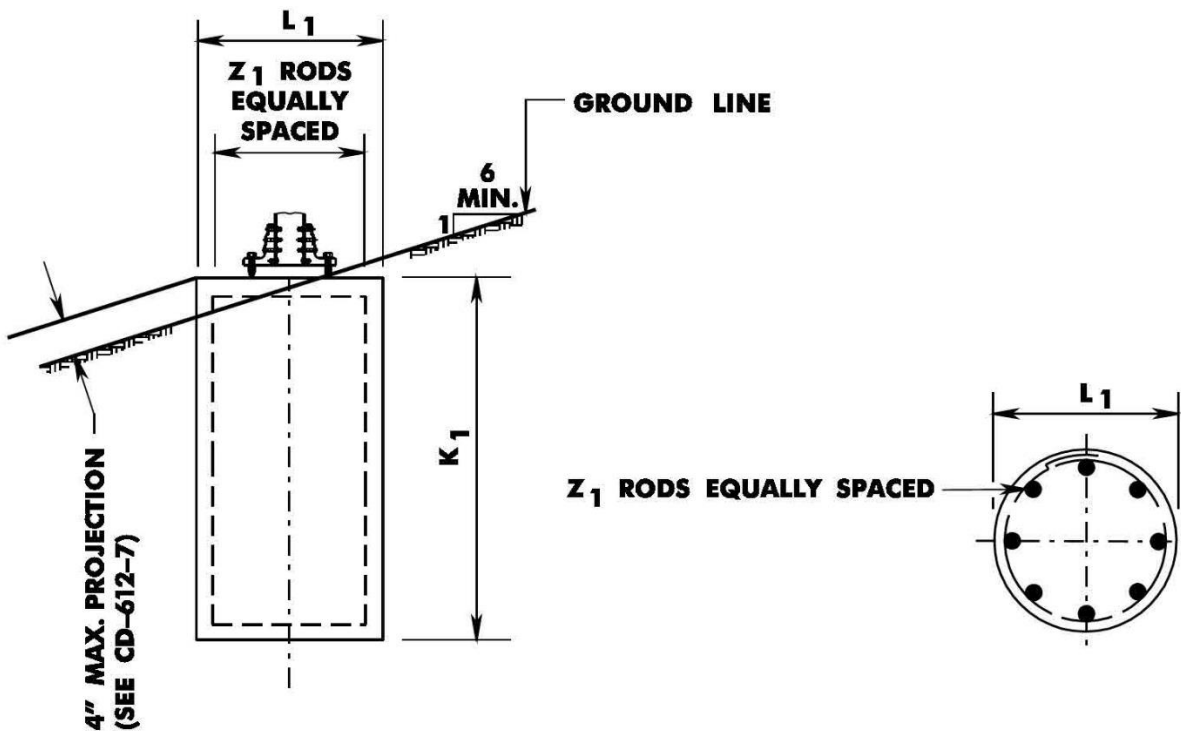 L1
Z1 RODS
EQUALLY
SPACED
GROUND LINE
6
MIN.
1
K1
4" MAX. PROJECTION
(SEE CD-612-7)
L1
Z1 RODS EQUALLY SPACED